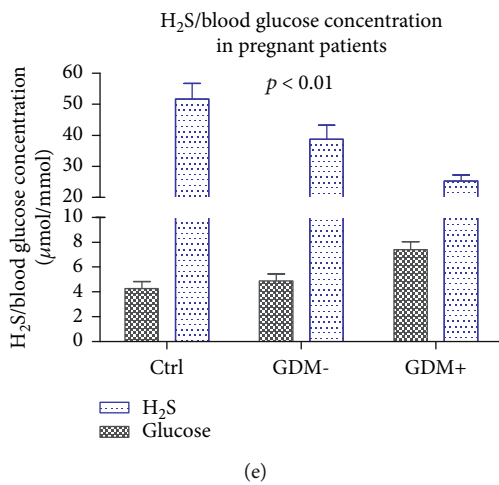 H₂S/blood glucose concentration
in pregnant patients
p < 0.01
H₂S/blood glucose concentration
(μmol/mmol)
60
50
40
30
20
10
8
6
4
2
0
Ctrl GDM- GDM+
H₂S
Glucose
(e)